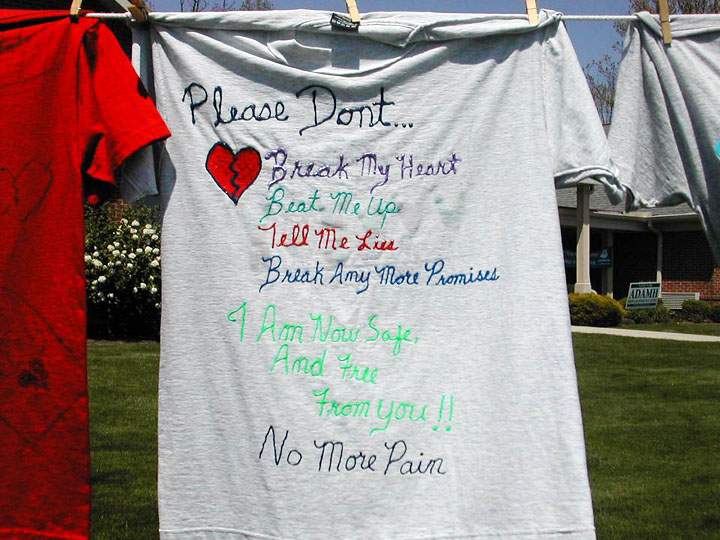 Please Dont...
Break My Heart
Beat Me Up
Tell Me Lies
Break Any More Promises
I Am Now Safe,
And Free
From you!!
No More Pain
ADAMH